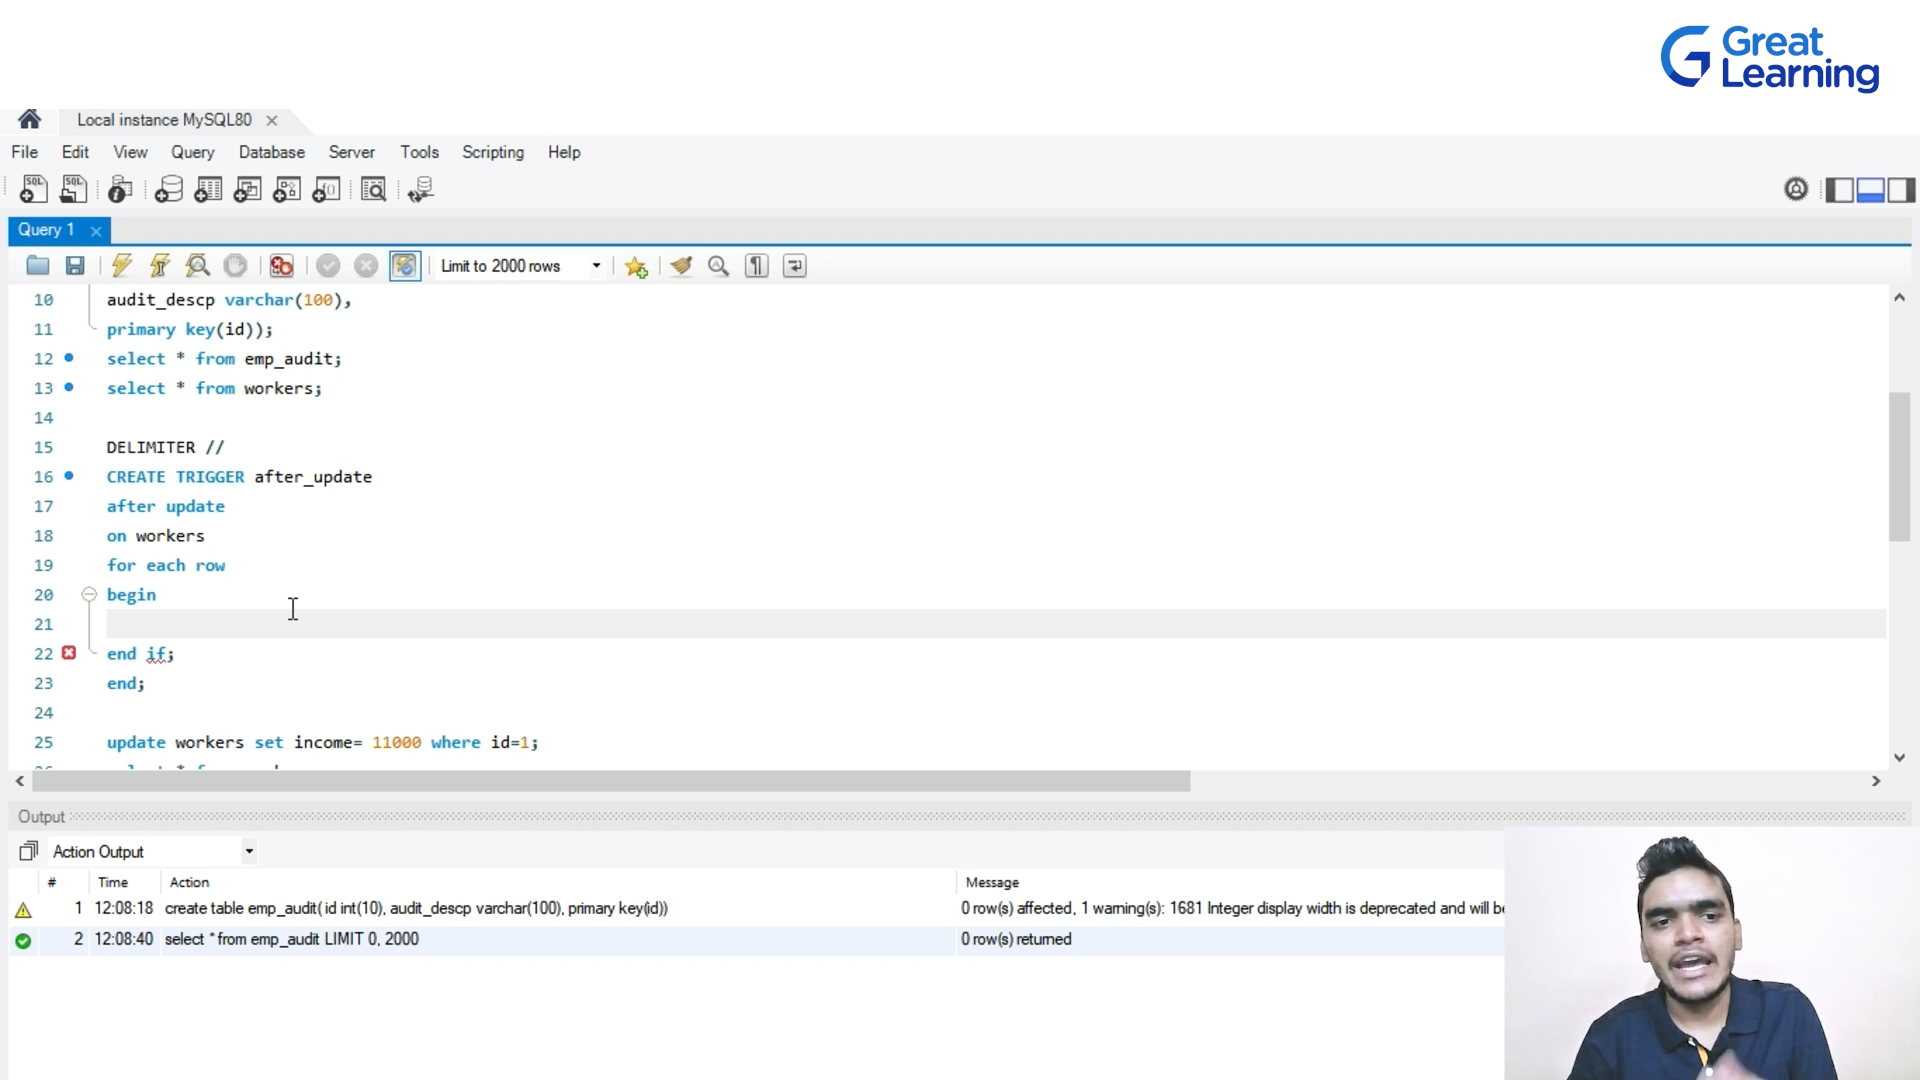 Great
Learning
Local instance MySQL80
File Edit View Query Database Server Tools Scripting Help
Query 1
Limit to 2000 rows
10 audit_descp varchar(100),
11 primary key(id));
12 select * from emp_audit;
13 select * from workers;
14
15 DELIMITER //
16 CREATE TRIGGER after_update
17 after update
18 on workers
19 for each row
20 begin
21
22 end if;
23 end;
24
25 update workers set income= 11000 where id=1;
Output
Action Output
# Time Action Message
1 12:08:18 create table emp_audit( id int(10), audit_descp varchar(100), primary key(id)) 0 row(s) affected, 1 warning(s): 1681 Integer display width is deprecated and will be
2 12:08:40 select * from emp_audit LIMIT 0, 2000 0 row(s) returned